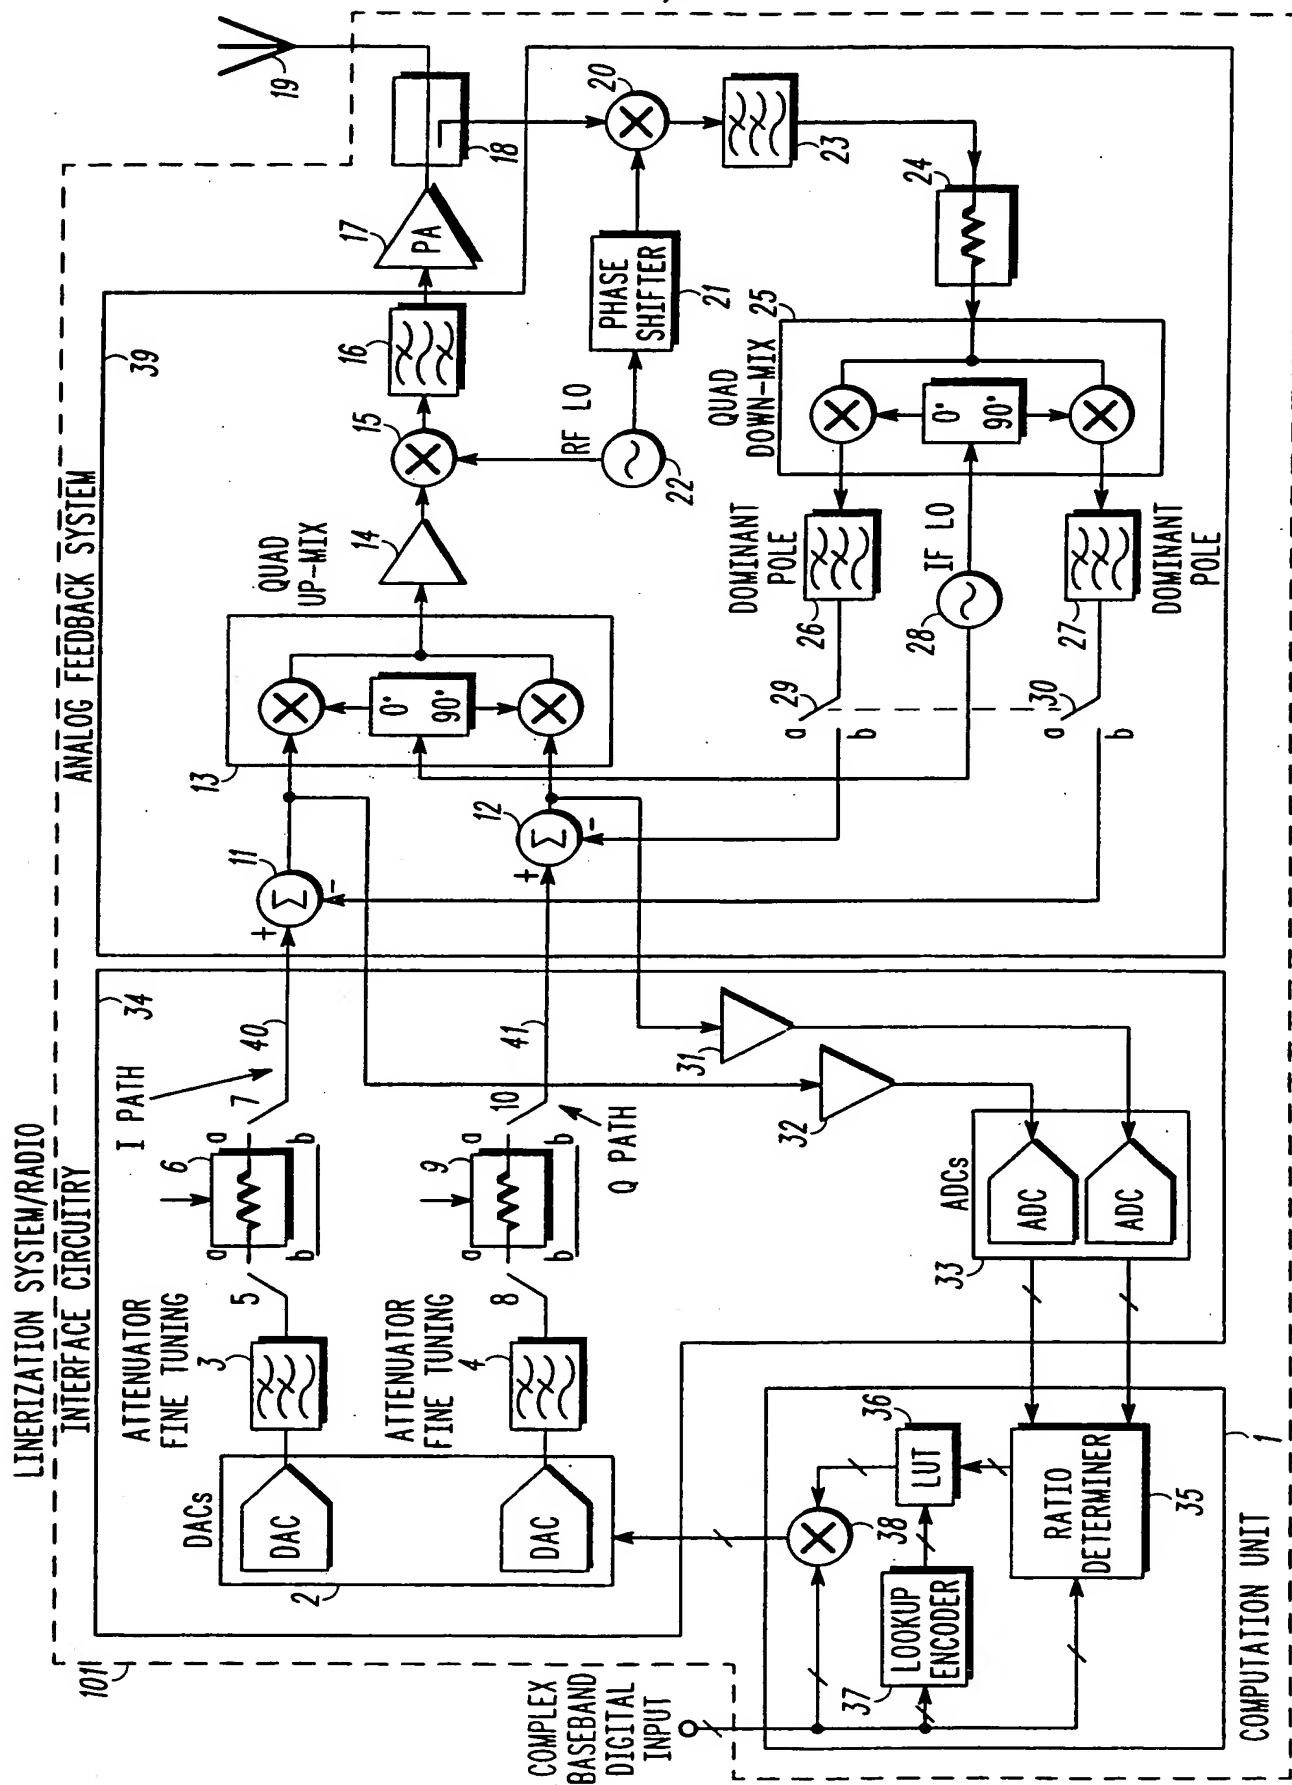 LINERIZATION SYSTEM/RADIO
INTERFACE CIRCUITRY
101
34
ANALOG FEEDBACK SYSTEM
39
COMPLEX
BASEBAND
DIGITAL
INPUT
DACs
DAC
DAC
2
ATTENUATOR
FINE TUNING
3
ATTENUATOR
FINE TUNING
4
5
a
b
6
a
b
7
I PATH
40
8
a
b
9
a
b
10
Q PATH
41
+
Σ
-
11
+
Σ
-
12
13
0°
90°
QUAD
UP-MIX
14
15
16
17
PA
18
19
20
PHASE
SHIFTER
21
RF LO
22
23
24
QUAD
DOWN-MIX
25
0°
90°
DOMINANT
POLE
26
DOMINANT
POLE
27
IF LO
28
29
a
b
30
a
b
31
32
ADCs
ADC
ADC
33
LOOKUP
ENCODER
37
LUT
36
38
RATIO
DETERMINER
35
COMPUTATION UNIT
1